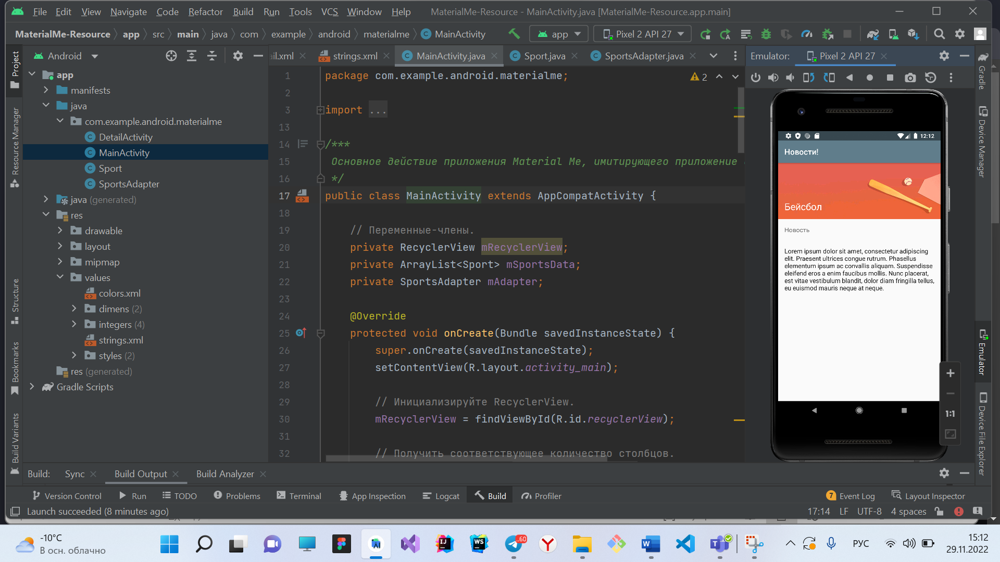 File Edit View Navigate Code Refactor Build Run Tools VCS Window Help MaterialMe-Resource - MainActivity.java [MaterialMe-Resource.app.main]
MaterialMe-Resource app src main java com example android materialme MainActivity app Pixel 2 API 27
Project
Resource Manager
Structure
Bookmarks
Build Variants
Android
app
manifests
java
com.example.android.materialme
DetailActivity
MainActivity
Sport
SportsAdapter
java (generated)
res
drawable
layout
mipmap
values
colors.xml
dimens (2)
integers (4)
strings.xml
styles (2)
res (generated)
Gradle Scripts
ail.xml strings.xml MainActivity.java Sport.java SportsAdapter.java
2
1 package com.example.android.materialme;
2
3 import ...
13
14 /***
15 Основное действие приложения Material Me, имитирующего приложение
16 */
17 public class MainActivity extends AppCompatActivity {
18
19 // Переменные-члены.
20 private RecyclerView mRecyclerView;
21 private ArrayList<Sport> mSportsData;
22 private SportsAdapter mAdapter;
23
24 @Override
25 protected void onCreate(Bundle savedInstanceState) {
26 super.onCreate(savedInstanceState);
27 setContentView(R.layout.activity_main);
28
29 // Инициализируйте RecyclerView.
30 mRecyclerView = findViewById(R.id.recyclerView);
31
32 // Получить соответствующее количество столбцов.
Emulator: Pixel 2 API 27
12:12
Новости!
Бейсбол
Новость
Lorem ipsum dolor sit amet, consectetur adipiscing
elit. Praesent ultrices congue rutrum. Phasellus
elementum ipsum ac convallis aliquam. Suspendisse
eleifend eros a enim faucibus mollis. Nunc placerat,
est vitae vestibulum blandit, dolor diam fringilla tellus,
eu euismod mauris neque at neque.
1:1
Gradle
Device Manager
Emulator
Device File Explorer
Build: Sync Build Output Build Analyzer
Version Control Run TODO Problems Terminal App Inspection Logcat Build Profiler 7 Event Log Layout Inspector
Launch succeeded (8 minutes ago) 17:14 LF UTF-8 4 spaces
-10°C
В осн. облачно
IJ WS ..60 W T РУС
15:12
29.11.2022